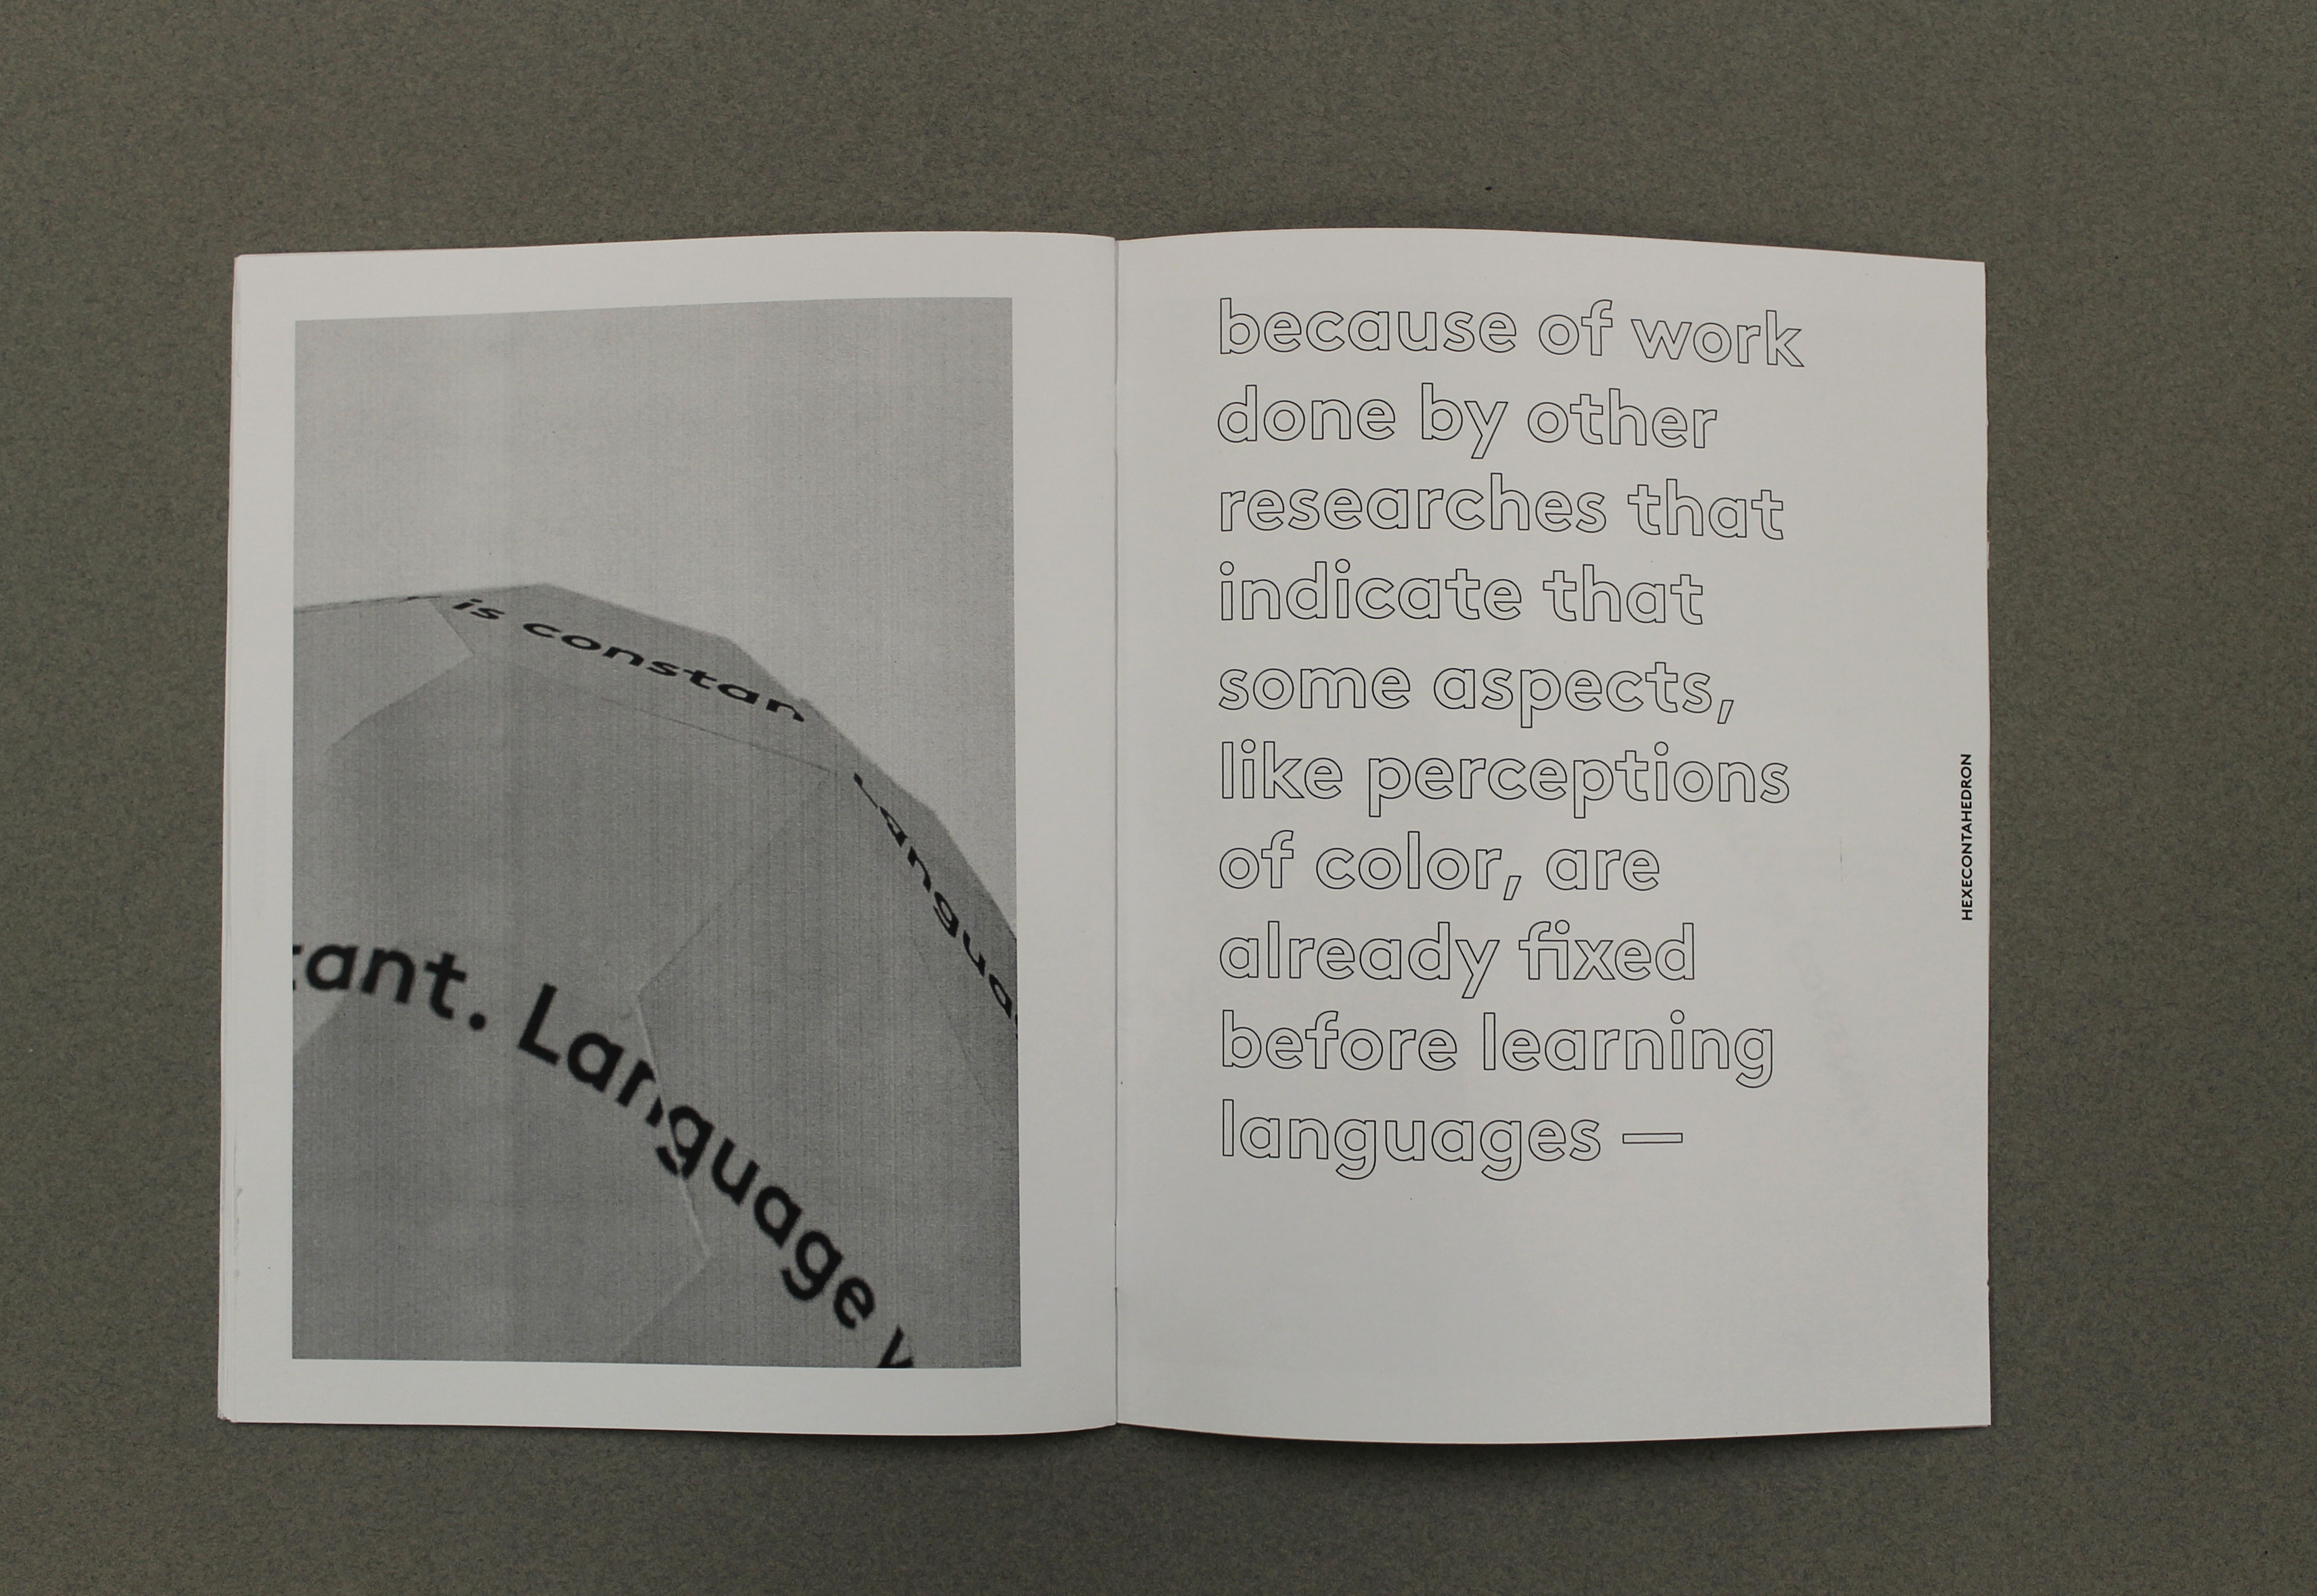 is constan
Langua
tant. Language
because of work
done by other
researches that
indicate that
some aspects,
like perceptions
of color, are
already fixed
before learning
languages —
HEXECONTAHEDRON